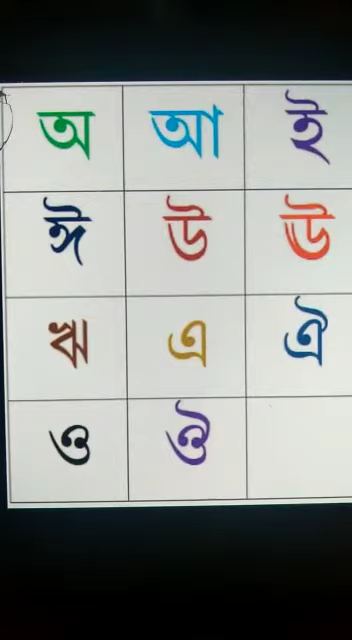 অ আ ই
ঈ উ ঊ
ঋ এ ঐ
ও ঔ